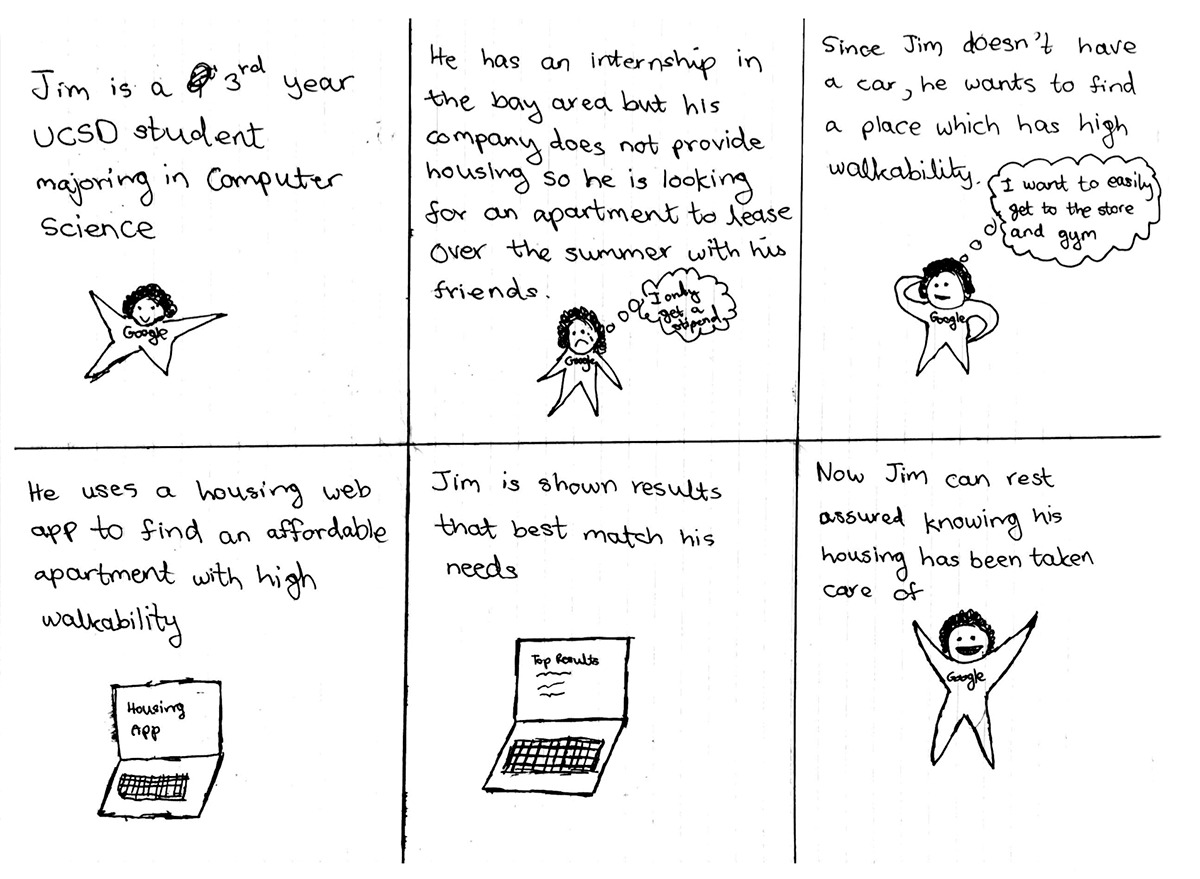 Jim is a 3rd year
UCSD student
majoring in Computer
Science
Google
He has an internship in
the bay area but his
company does not provide
housing so he is looking
for an apartment to lease
over the summer with his
friends.
I only
get a
stipend
Google
Since Jim doesn't have
a car, he wants to find
a place which has high
walkability.
I want to easily
get to the store
and gym
Google
He uses a housing web
app to find an affordable
apartment with high
walkability
Housing
App
Jim is shown results
that best match his
needs
Top Results
Now Jim can rest
assured knowing his
housing has been taken
care of
Google